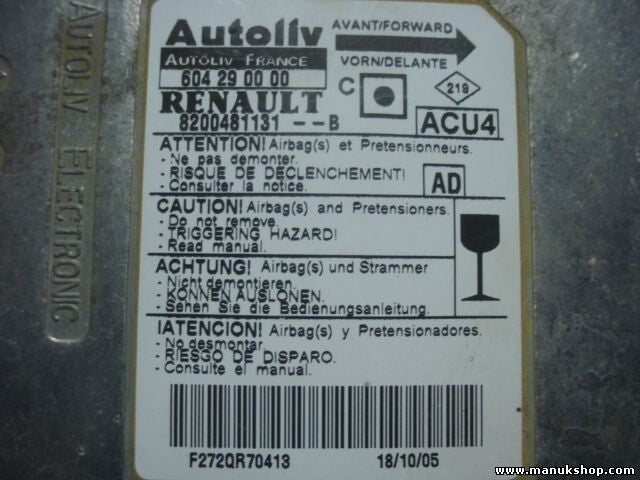 AUTOLIV ELECTRONIC
Autoliv
AVANT/FORWARD
VORN/DELANTE
AUTOLIV FRANCE
604 29 00 00
C
219
RENAULT
8200481131 --B
ACU4
ATTENTION! Airbag(s) et Pretensionneurs.
- Ne pas demonter.
- RISQUE DE DECLENCHEMENT!
- Consulter la notice.
AD
CAUTION! Airbag(s) and Pretensioners.
- Do not remove.
- TRIGGERING HAZARD!
- Read manual.
ACHTUNG! Airbag(s) und Strammer
- Nicht demontieren.
- KONNEN AUSLONEN.
- Sehen Sie die Bedienungsanleitung.
!ATENCION! Airbag(s) y Pretensionadores.
- No desmontar.
- RIESGO DE DISPARO.
- Consulte el manual.
F272QR70413 18/10/05
www.manukshop.com